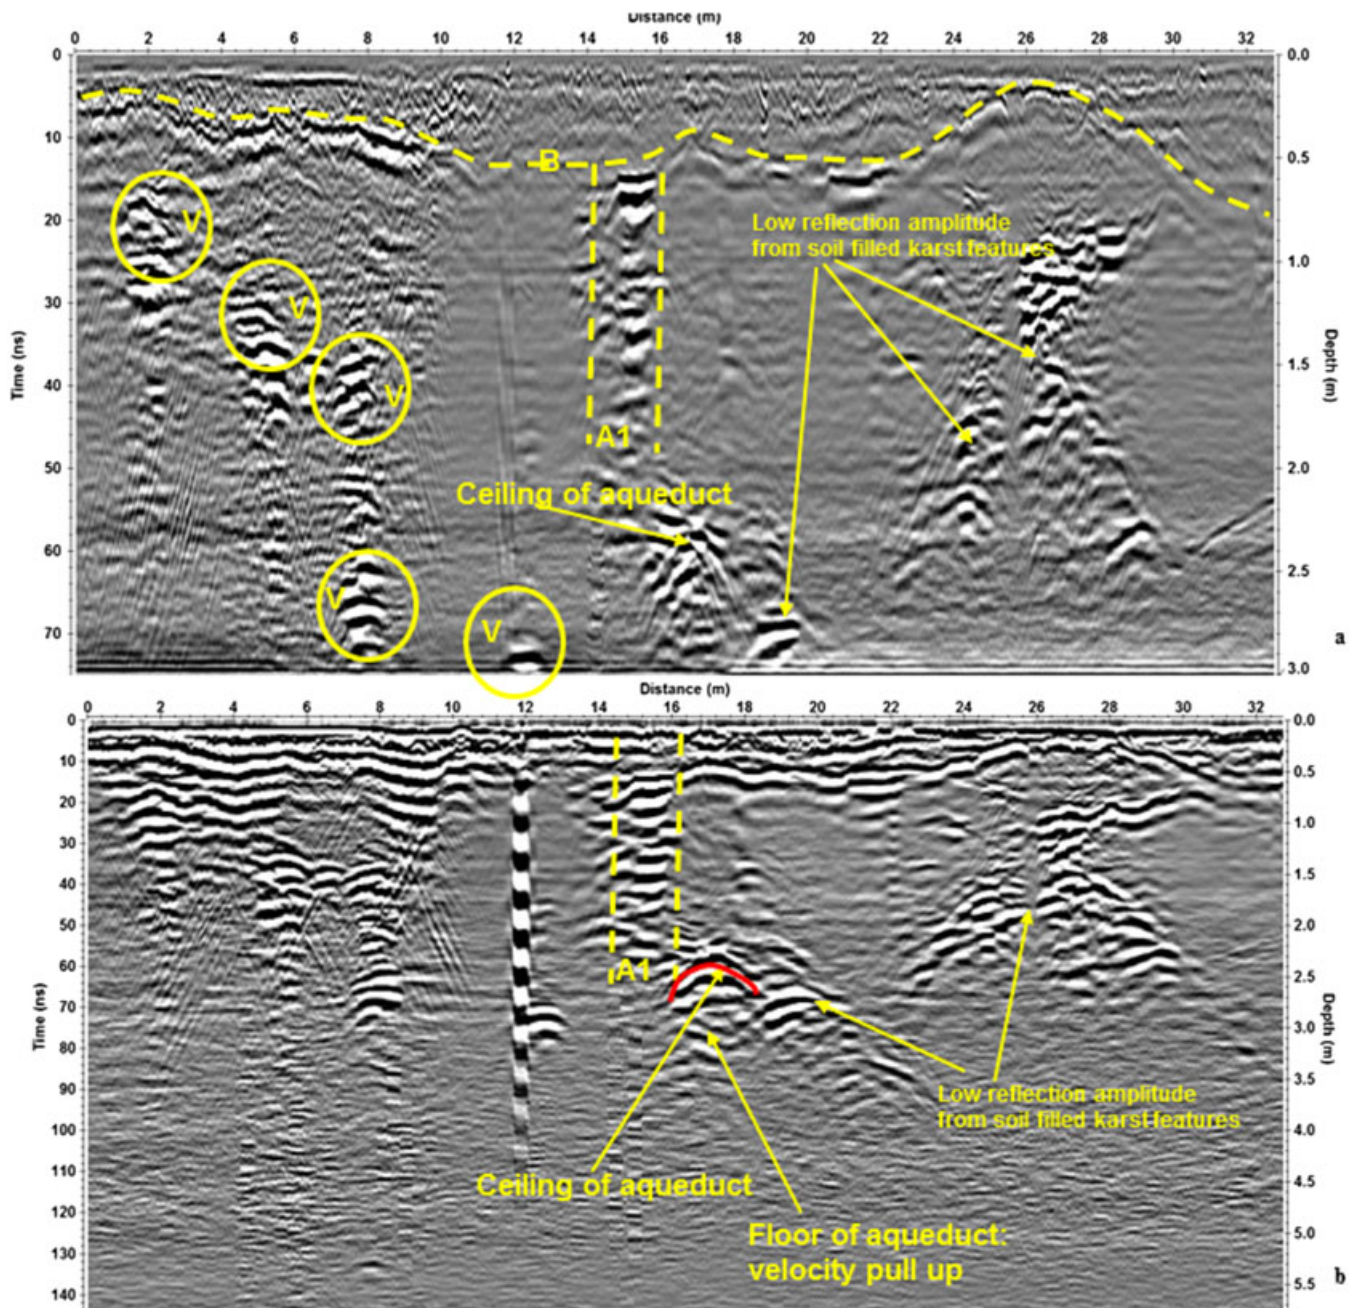 Distance (m)
0 2 4 6 8 10 12 14 16 18 20 22 24 26 28 30 32
0 0.0
10
B 0.5
V
20
Low reflection amplitude
from soil filled karst features
1.0
V
30
Time (ns)
Depth (m)
1.5
V
40
A1
50 2.0
Ceiling of aqueduct
60
2.5
V
V
70
a
3.0
Distance (m)
0 2 4 6 8 10 12 14 16 18 20 22 24 26 28 30 32
0 0.0
10
0.5
20
1.0
30
1.5
40
50 2.0
60
A1
2.5
70
Time (ns)
Depth (m)
3.0
80
90 3.5
Low reflection amplitude
from soil filled karst features
100 4.0
110
4.5
Ceiling of aqueduct
120
5.0
Floor of aqueduct:
velocity pull up
130
b
5.5
140